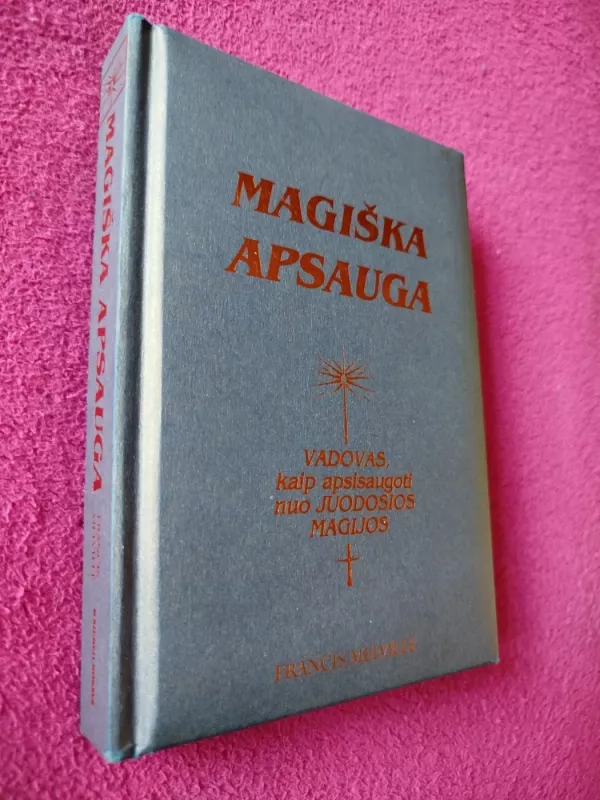 MAGIŠKA
APSAUGA
VADOVAS,
kaip apsisaugoti
nuo JUODOSIOS
MAGIJOS
FRANCIS MELVILLE
MAGIŠKA APSAUGA